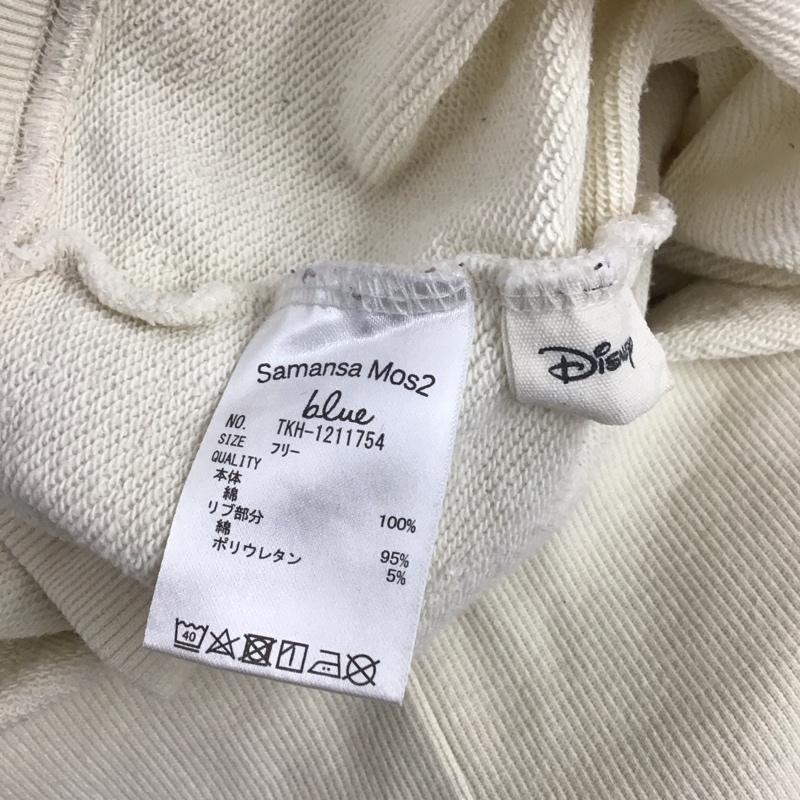 Samansa Mos2
blue
NO. TKH-1211754
SIZE フリー
QUALITY
本体
綿 100%
リブ部分
綿 95%
ポリウレタン 5%
40
Disney